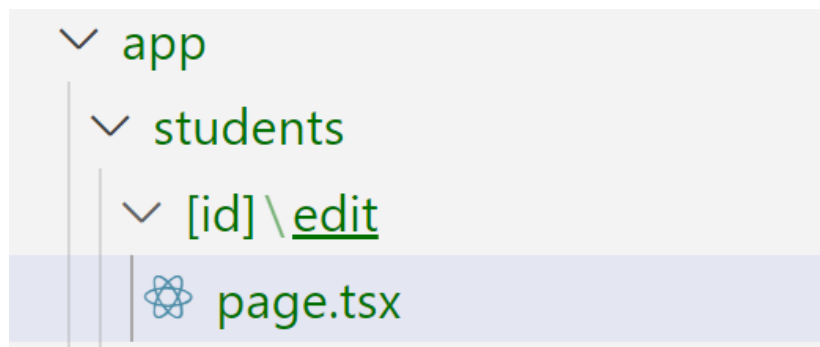 app
students
[id] \ edit
page.tsx